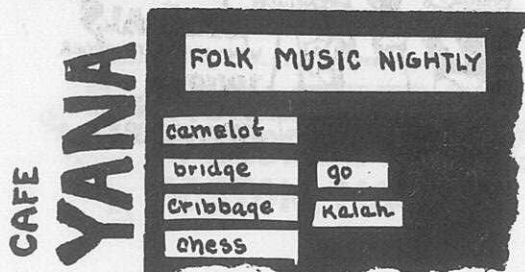 CAFE
YANA
FOLK MUSIC NIGHTLY
camelot
bridge
go
cribbage
Kalah
chess